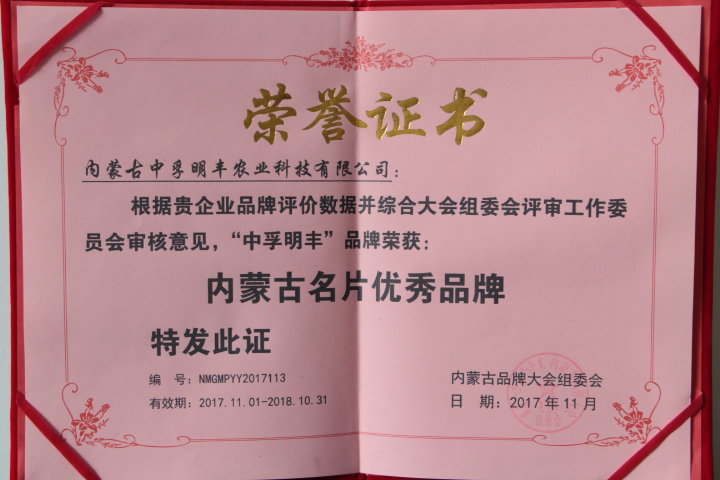 荣誉证书
内蒙古中孚明丰农业科技有限公司：
根据贵企业品牌评价数据并综合大会组委会评审工作委
员会审核意见，“中孚明丰”品牌荣获：
内蒙古名片优秀品牌
特发此证
编 号：NMGMPYY2017113
有效期：2017.11.01-2018.10.31
内蒙古品牌大会组委会
日 期：2017年11月
组委会